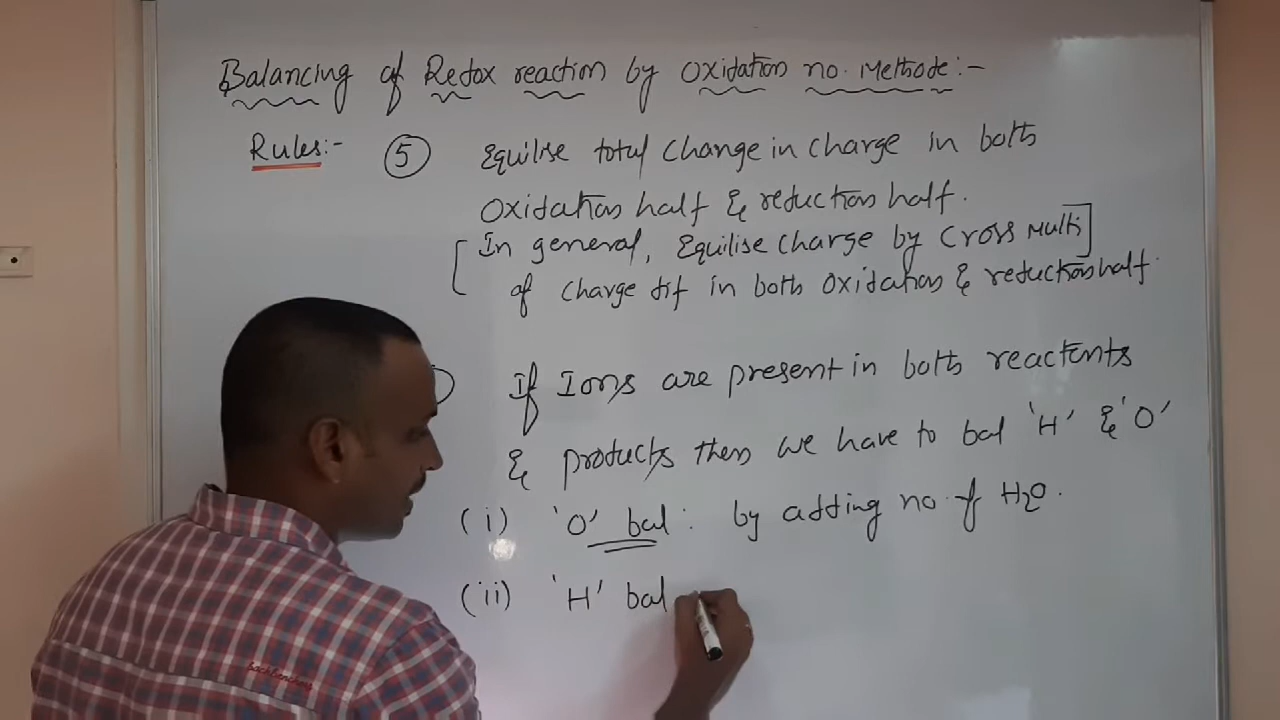 Balancing of Redox reaction by Oxidation no. Methode:-
Rules:- 5 Equilise total change in charge in both
Oxidation half & reduction half.
[In general, Equilise charge by cross multi]
of charge dif in both oxidation & reduction half.
If Ions are present in both reactents
& products then we have to bal 'H' & 'O'
(i) 'O' bal: by adding no. of H2O.
(ii) 'H' bal
backbencher